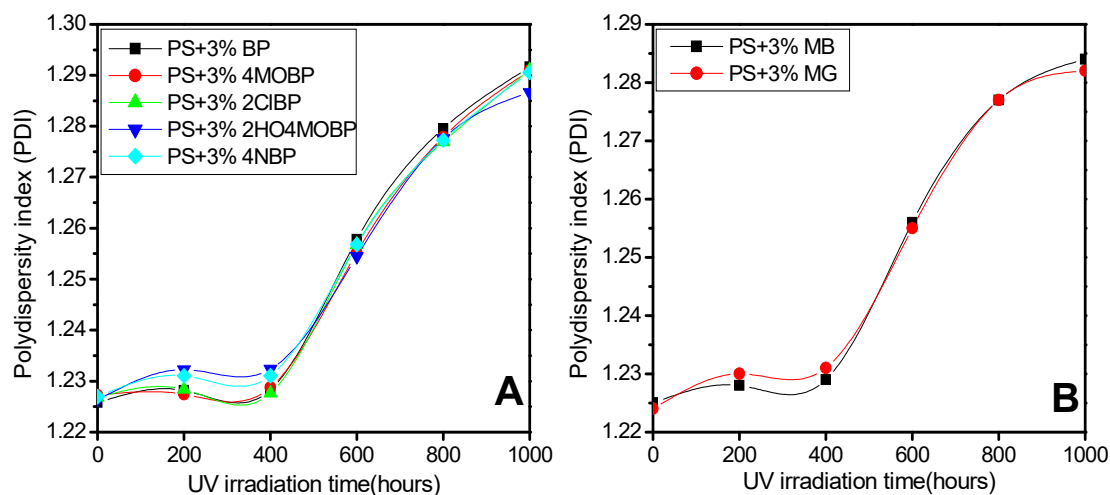 1.30
1.29
1.28
1.27
1.26
1.25
1.24
1.23
1.22
Polydispersity index (PDI)
PS+3% BP
PS+3% 4MOBP
PS+3% 2ClBP
PS+3% 2HO4MOBP
PS+3% 4NBP
A
0 200 400 600 800 1000
UV irradiation time(hours)
1.29
1.28
1.27
1.26
1.25
1.24
1.23
1.22
Polydispersity index (PDI)
PS+3% MB
PS+3% MG
B
0 200 400 600 800 1000
UV irradiation time(hours)